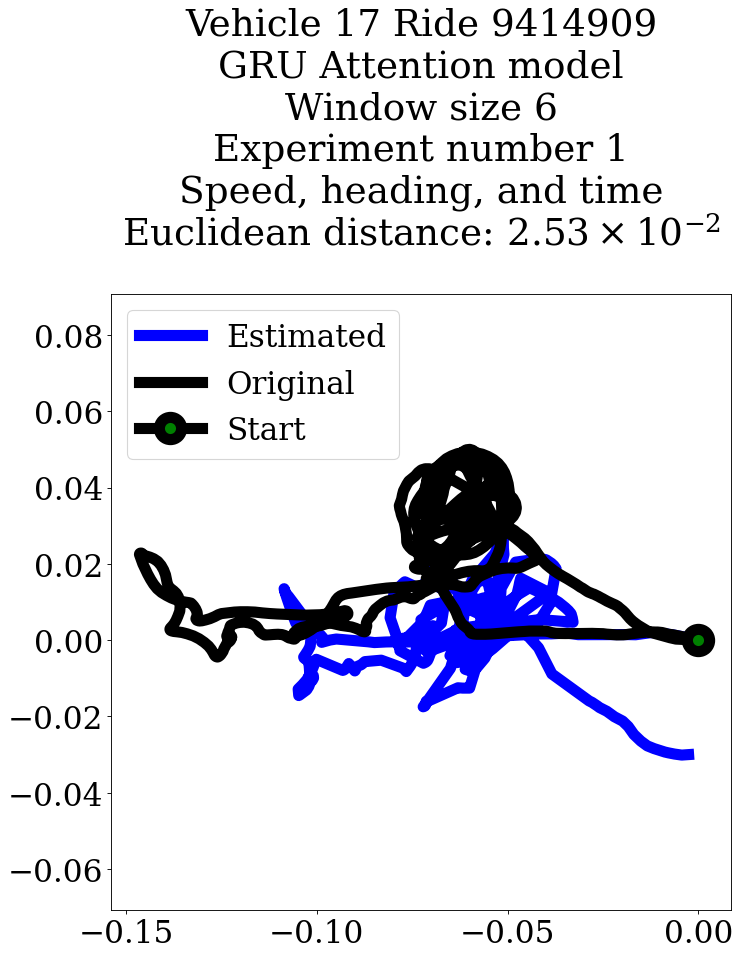 Vehicle 17 Ride 9414909
GRU Attention model
Window size 6
Experiment number 1
Speed, heading, and time
Euclidean distance: $2.53 \times 10^{-2}$
Estimated
Original
Start
0.08
0.06
0.04
0.02
0.00
−0.02
−0.04
−0.06
−0.15
−0.10
−0.05
0.00